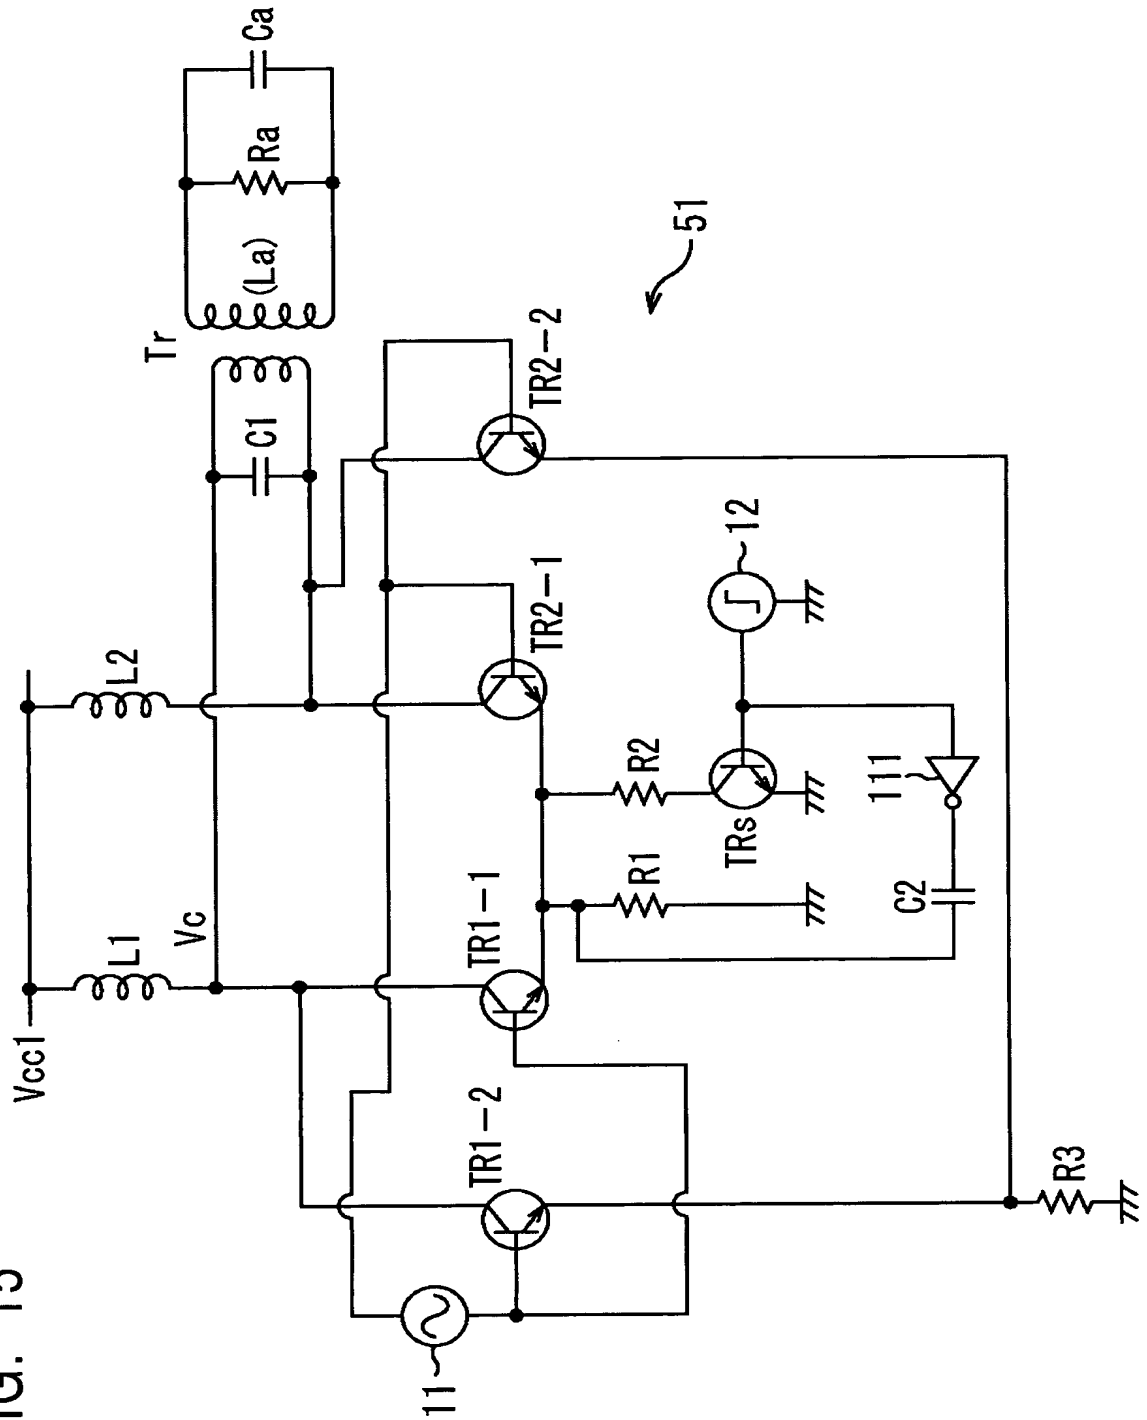 FIG. 15
Vcc1
L1
L2
Vc
Tr
C1
(La)
Ra
Ca
TR1-2
TR1-1
TR2-1
TR2-2
51
11
12
R1
R2
TRs
111
C2
R3